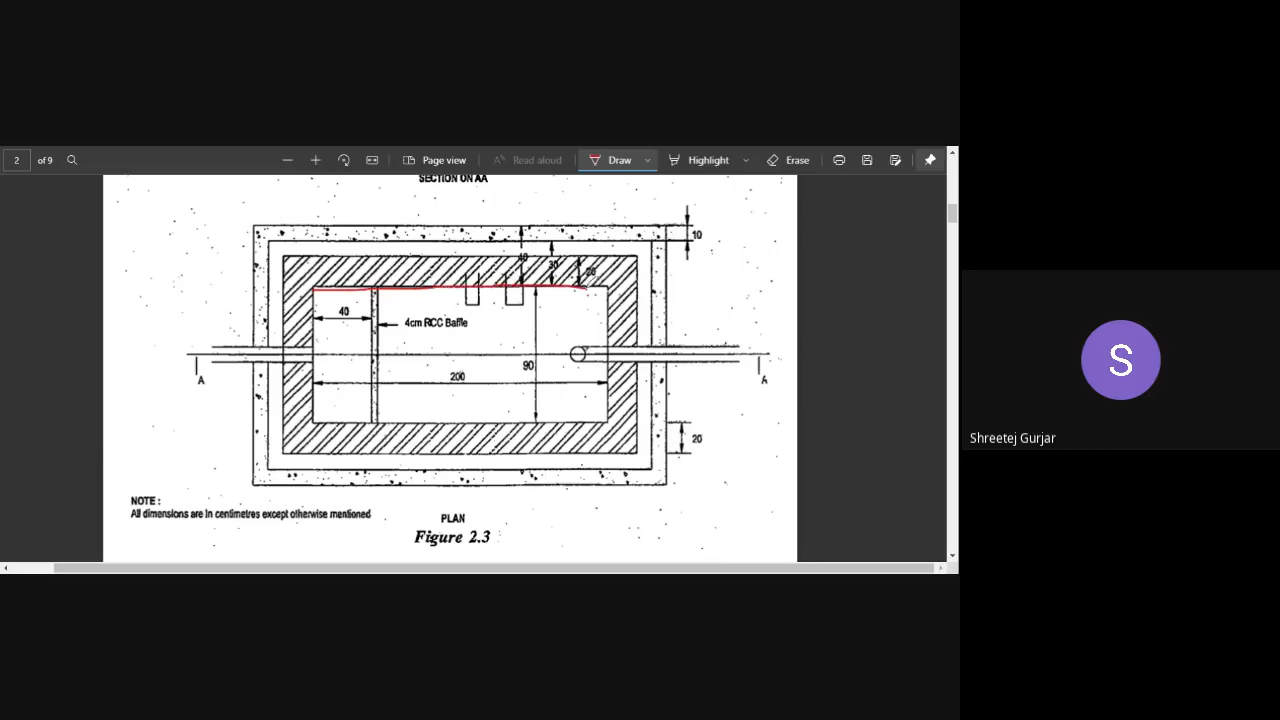 2 of 9 Page view Read aloud Draw Highlight Erase
SECTION ON AA
10
40 30 20
40
4cm RCC Baffle
A 90 A
200
20
NOTE :
All dimensions are in centimetres except otherwise mentioned
PLAN
Figure 2.3
S
Shreetej Gurjar